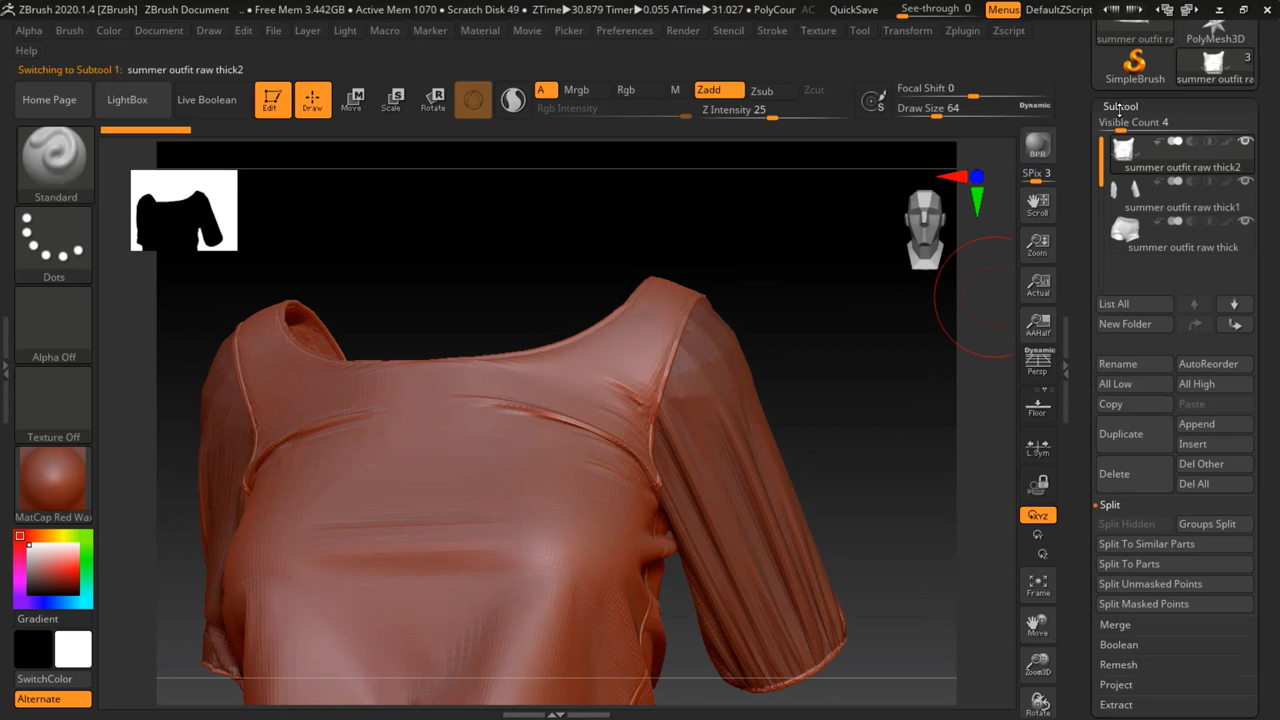 ZBrush 2020.1.4 [ZBrush] ZBrush Document .. • Free Memory 3.442GB • Active Mem 1070 • Scratch Disk 49 • ZTime▶30.879 RTimer▶0.055 ATime▶31.027 • PolyCour AC QuickSave See-through 0 Menus DefaultZScript
Alpha Brush Color Document Draw Edit File Layer Light Macro Marker Material Movie Picker Preferences Render Stencil Stroke Texture Tool Transform Zplugin Zscript
Help
Switching to Subtool 1: summer outfit raw thick2
Home Page LightBox Live Boolean Edit Draw Move Scale Rotate
A Mrgb Rgb M Zadd Zsub Zcut
Rgb Intensity Z Intensity 25
Focal Shift 0
Draw Size 64 Dynamic
Standard
Dots
Alpha Off
Texture Off
MatCap Red Wax
Gradient
SwitchColor
Alternate
BPR
SPix 3
Scroll
Zoom
Actual
AAHalf
Dynamic
Persp
Floor
L.Sym
XYZ
Y
Z
Frame
Move
Zoom3D
Rotate
summer outfit ra PolyMesh3D
SimpleBrush 3 summer outfit ra
Subtool
Visible Count 4
summer outfit raw thick2
summer outfit raw thick1
summer outfit raw thick
List All
New Folder
Rename AutoReorder
All Low All High
Copy Paste
Duplicate Append
Insert
Delete Del Other
Del All
Split
Split Hidden Groups Split
Split To Similar Parts
Split To Parts
Split Unmasked Points
Split Masked Points
Merge
Boolean
Remesh
Project
Extract